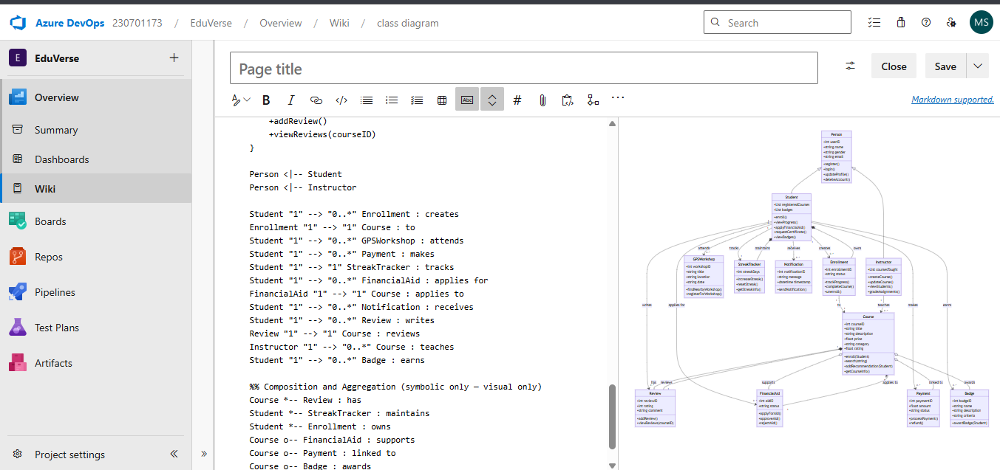 Azure DevOps 230701173 / EduVerse / Overview / Wiki / class diagram
Search
MS
E EduVerse
Overview
Summary
Dashboards
Wiki
Boards
Repos
Pipelines
Test Plans
Artifacts
Project settings
Page title
Close
Save
B I </> Abc #
Markdown supported.
+addReview()
+viewReviews(courseID)
}
Person <|-- Student
Person <|-- Instructor
Student "1" --> "0..*" Enrollment : creates
Enrollment "1" --> "1" Course : to
Student "1" --> "0..*" GPSWorkshop : attends
Student "1" --> "0..*" Payment : makes
Student "1" --> "1" StreakTracker : tracks
Student "1" --> "0..*" FinancialAid : applies for
FinancialAid "1" --> "1" Course : applies to
Student "1" --> "0..*" Notification : receives
Student "1" --> "0..*" Review : writes
Review "1" --> "1" Course : reviews
Instructor "1" --> "0..*" Course : teaches
Student "1" --> "0..*" Badge : earns
%% Composition and Aggregation (symbolic only — visual only)
Course *-- Review : has
Student *-- StreakTracker : maintains
Student *-- Enrollment : owns
Course o-- FinancialAid : supports
Course o-- Payment : linked to
Course o-- Badge : awards
Person
+int userID
+string name
+string gender
+string email
+register()
+login()
+updateProfile()
+deleteAccount()
Student
+List registeredCourses
+List badges
+enroll()
+viewProgress()
+applyFinancialAid()
+requestCertificate()
+viewBadges()
attends
tracks
maintains
receives
creates
owns
GPSWorkshop
+int workshopID
+string title
+string location
+string date
+findNearbyWorkshop()
+registerForWorkshop()
StreakTracker
+int streakDays
+increaseStreak()
+resetStreak()
+getStreakInfo()
Notification
+int notificationID
+string message
+datetime timestamp
+sendNotification()
Enrollment
+int enrollmentID
+string status
+trackProgress()
+completeCourse()
+unenroll()
Instructor
+List coursesTaught
+createCourse()
+updateCourse()
+viewStudents()
+gradeAssignments()
writes
applies for
to
teaches
makes
earns
Course
+int courseID
+string title
+string description
+float price
+string category
+float rating
+enroll(Student)
+search(string)
+addRecommendation(Student)
+getCourseInfo()
has
reviews
supports
applies to
linked to
awards
Review
+int reviewID
+int rating
+string comment
+addReview()
+viewReviews(courseID)
FinancialAid
+int aidID
+string status
+applyForAid()
+approveAid()
+rejectAid()
Payment
+int paymentID
+float amount
+string status
+processPayment()
+refund()
Badge
+int badgeID
+string name
+string description
+string criteria
+awardBadge(Student)